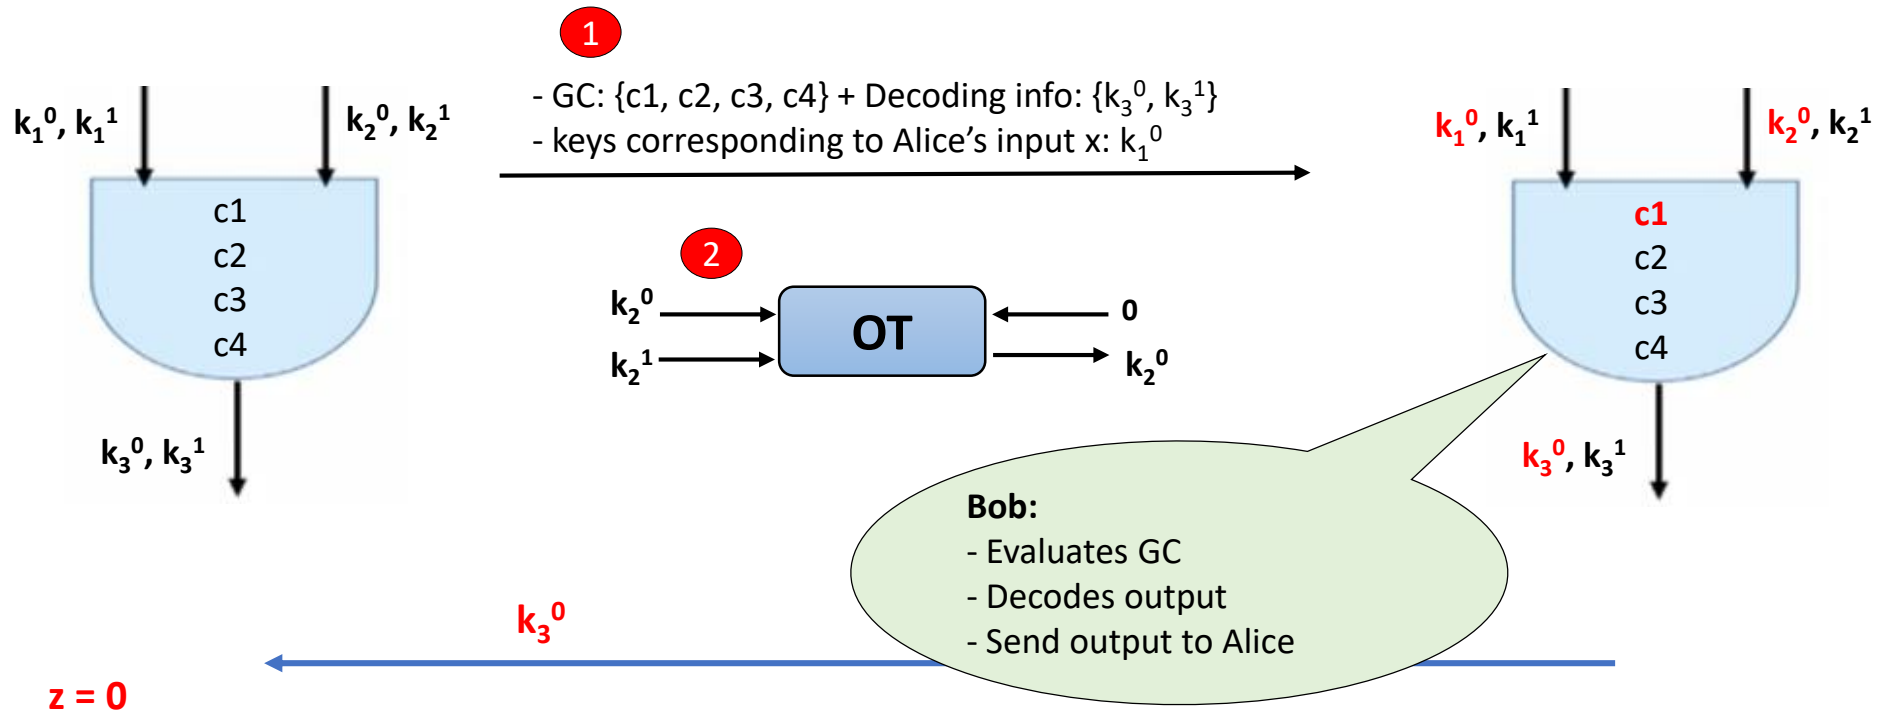 1
- GC: {c1, c2, c3, c4} + Decoding info: {k₃⁰, k₃¹}
- keys corresponding to Alice's input x: k₁⁰
k₁⁰, k₁¹
k₂⁰, k₂¹
c1
c2
c3
c4
k₃⁰, k₃¹
2
k₂⁰
k₂¹
OT
0
k₂⁰
k₁⁰, k₁¹
k₂⁰, k₂¹
c1
c2
c3
c4
k₃⁰, k₃¹
Bob:
- Evaluates GC
- Decodes output
- Send output to Alice
k₃⁰
z = 0